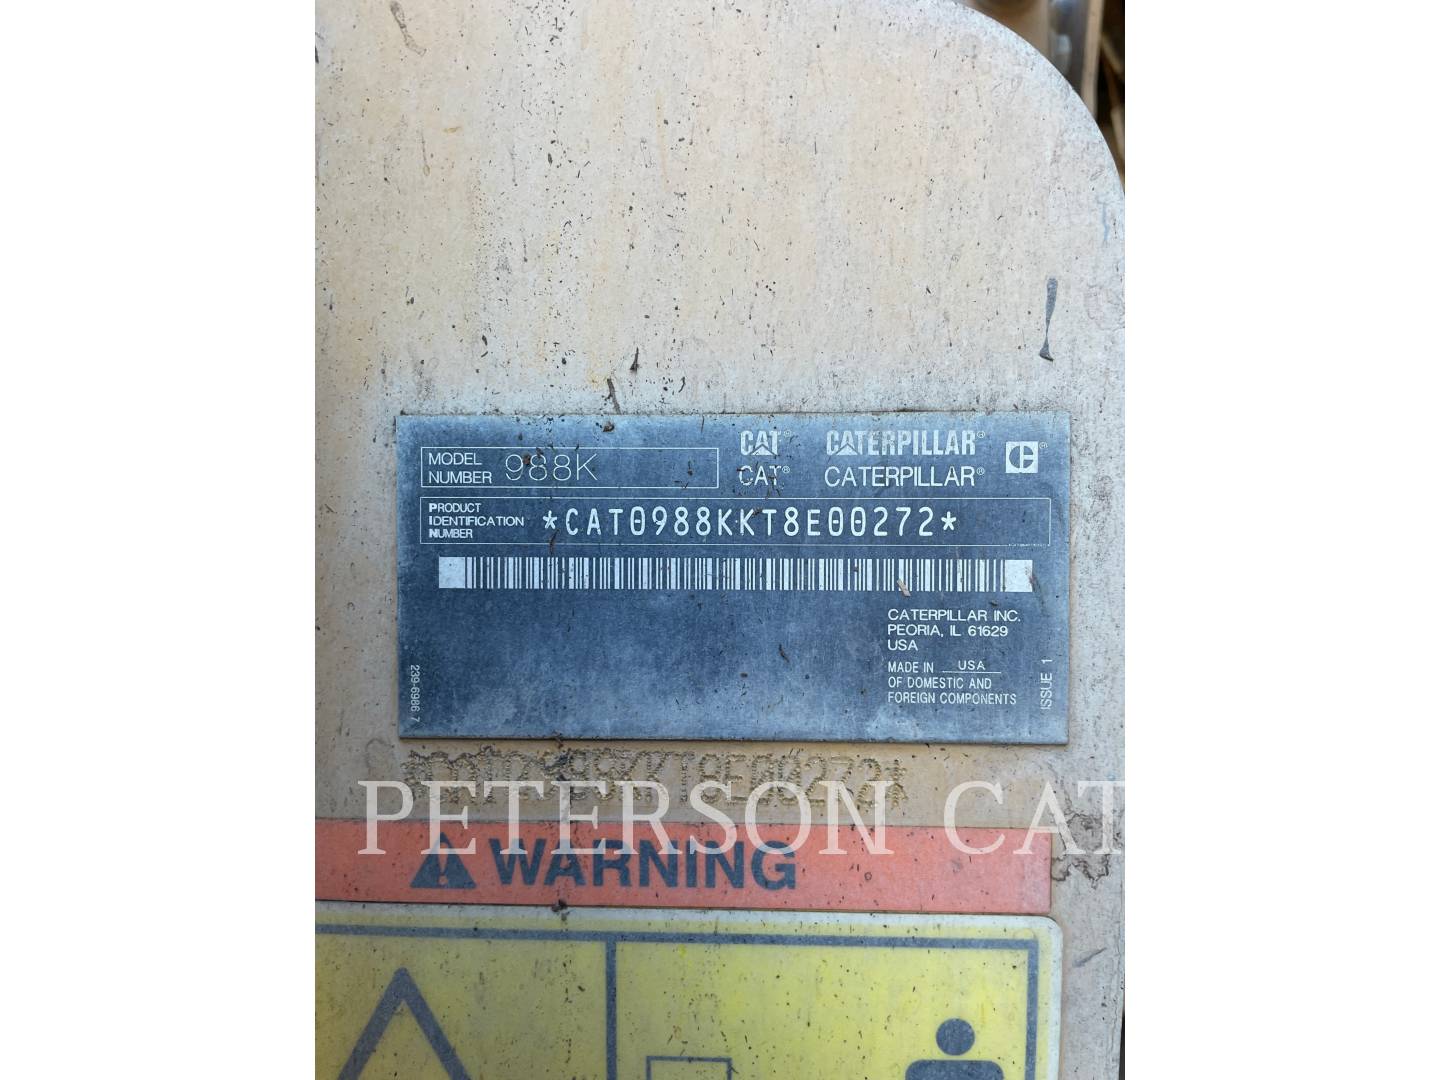 MODEL NUMBER 988K
CAT® CATERPILLAR®
CAT® CATERPILLAR® ®
PRODUCT IDENTIFICATION NUMBER *CAT0988KKT8E00272*
CATERPILLAR INC.
PEORIA, IL 61629
USA
MADE IN USA
OF DOMESTIC AND
FOREIGN COMPONENTS
239-6986 7
ISSUE 1
PETERSON CAT
WARNING